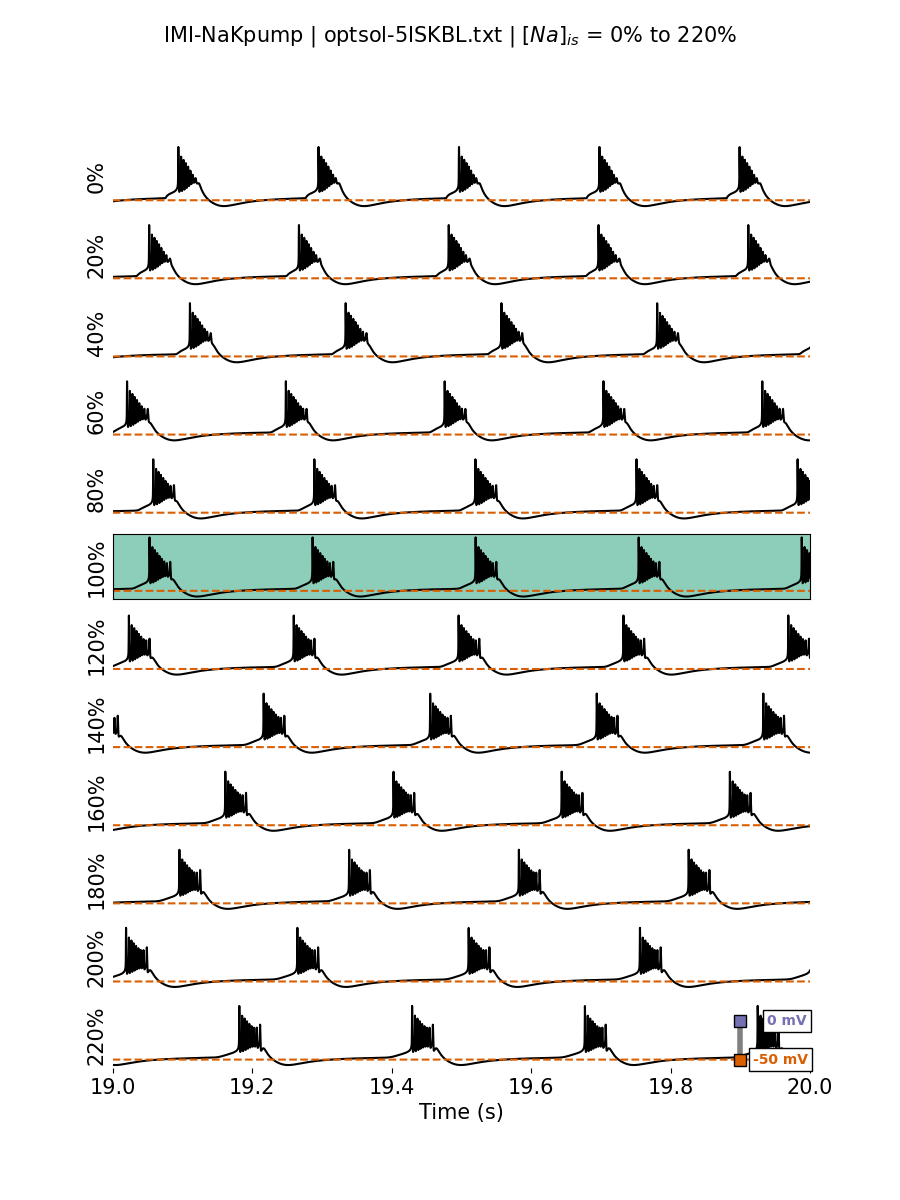 IMI-NaKpump | optsol-5ISKBL.txt | [Na]is = 0% to 220%
0%
20%
40%
60%
80%
100%
120%
140%
160%
180%
200%
220%
0 mV
-50 mV
19.0 19.2 19.4 19.6 19.8 20.0
Time (s)